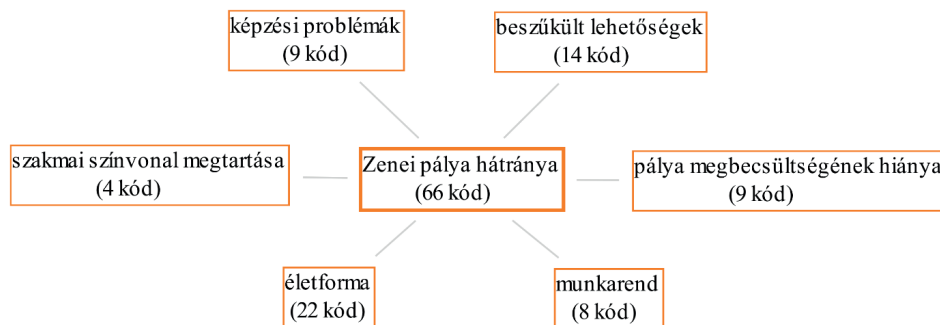 képzési problémák
(9 kód)
beszűkült lehetőségek
(14 kód)
szakmai színvonal megtartása
(4 kód)
Zenei pálya hátránya
(66 kód)
pálya megbecsültségének hiánya
(9 kód)
életforma
(22 kód)
munkarend
(8 kód)